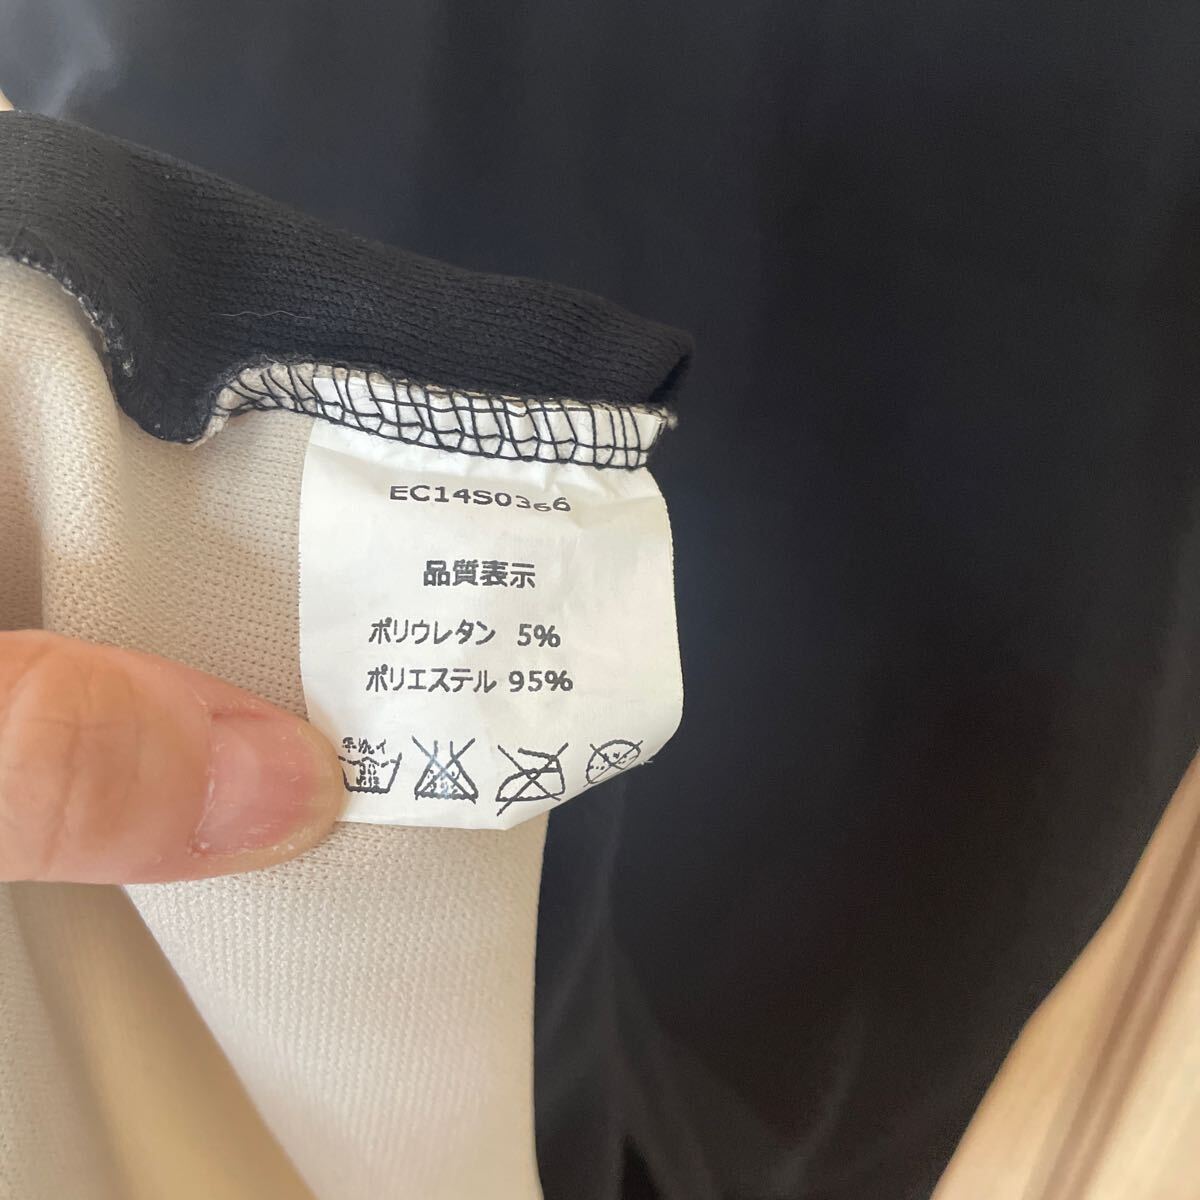 EC14S0366
品質表示
ポリウレタン 5%
ポリエステル 95%
手洗イ